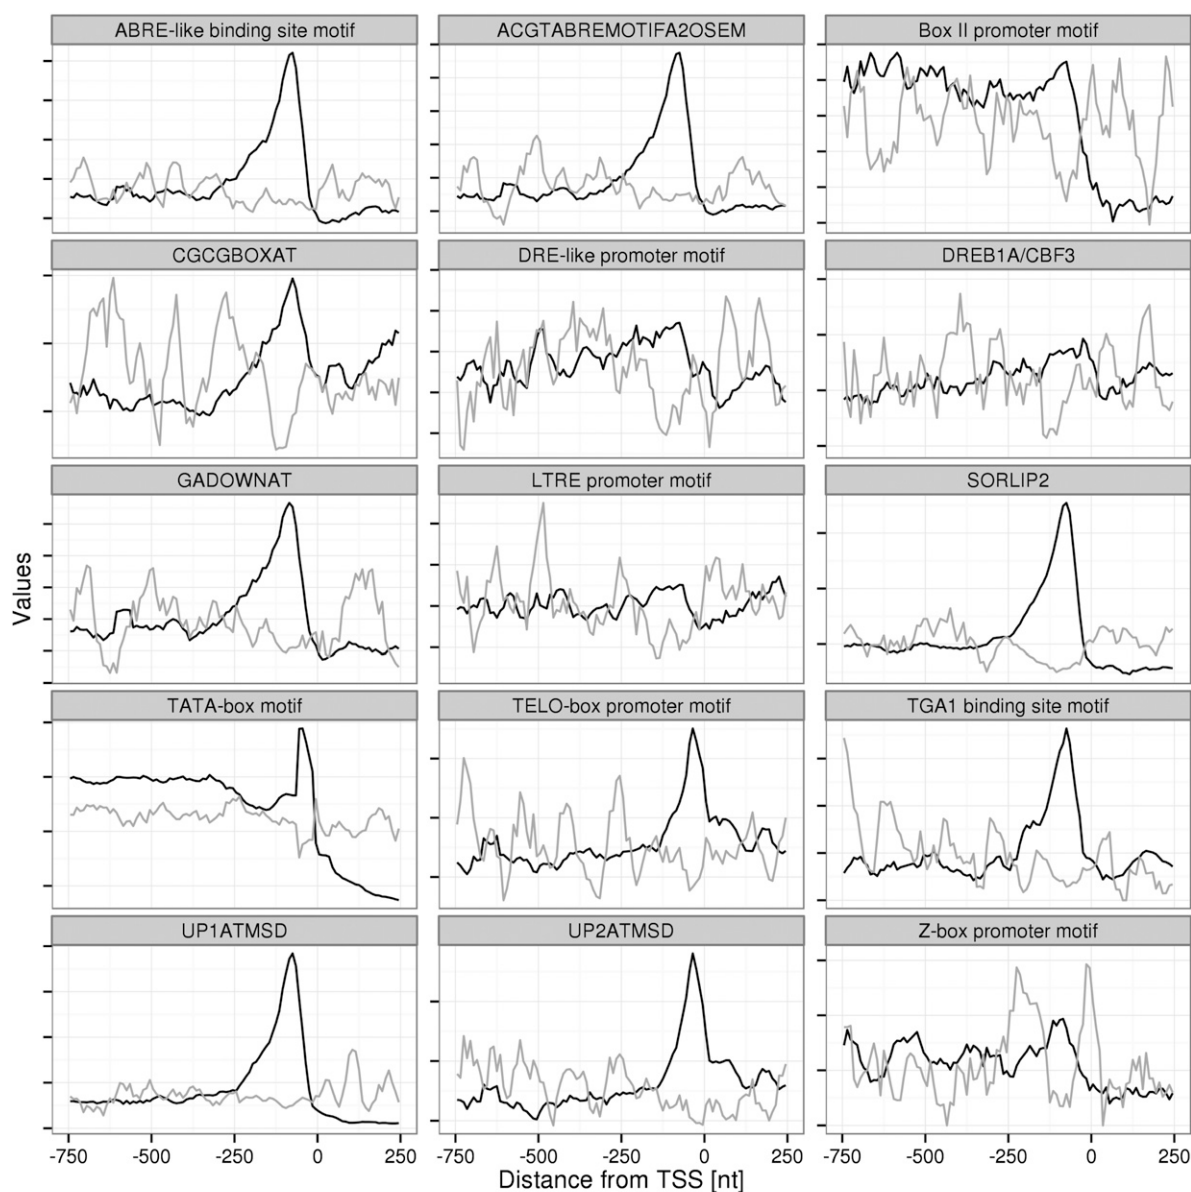 ABRE-like binding site motif
ACGTABREMOTIFA2OSEM
Box II promoter motif
CGCGBOXAT
DRE-like promoter motif
DREB1A/CBF3
GADOWNAT
LTRE promoter motif
SORLIP2
Values
TATA-box motif
TELO-box promoter motif
TGA1 binding site motif
UP1ATMSD
UP2ATMSD
Z-box promoter motif
-750 -500 -250 0 250 -750 -500 -250 0 250 -750 -500 -250 0 250
Distance from TSS [nt]